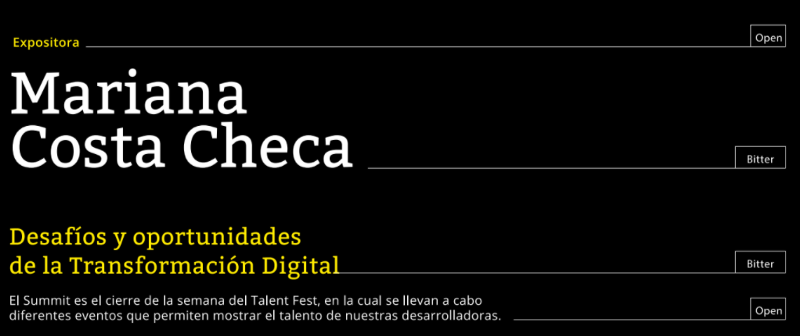 Expositora
Open
Mariana
Costa Checa
Bitter
Desafíos y oportunidades
de la Transformación Digital
Bitter
El Summit es el cierre de la semana del Talent Fest, en la cual se llevan a cabo
diferentes eventos que permiten mostrar el talento de nuestras desarrolladoras.
Open